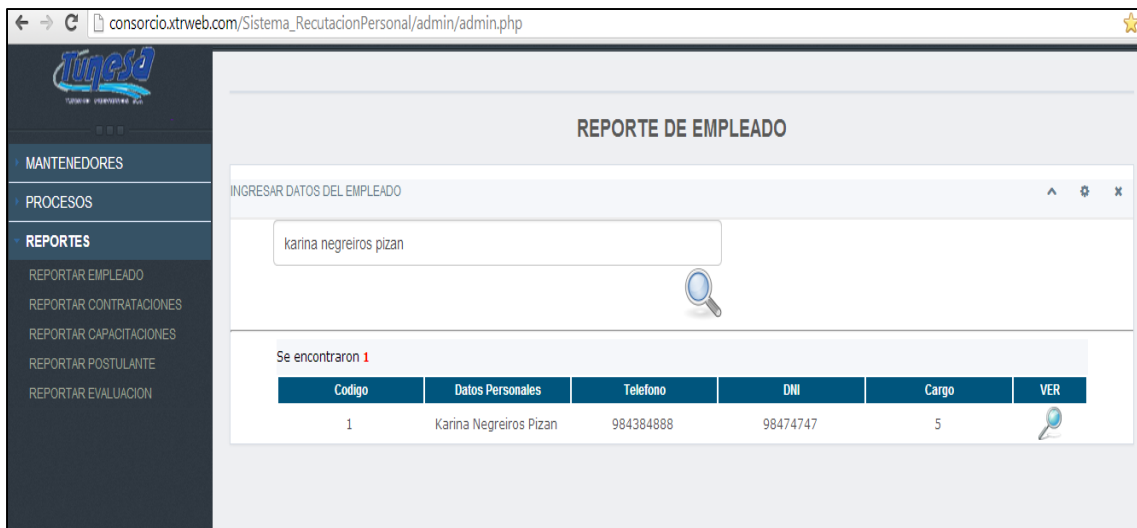 consorcio.xtrweb.com/Sistema_RecutacionPersonal/admin/admin.php
Tunesa
REPORTE DE EMPLEADO
MANTENEDORES
PROCESOS
REPORTES
REPORTAR EMPLEADO
REPORTAR CONTRATACIONES
REPORTAR CAPACITACIONES
REPORTAR POSTULANTE
REPORTAR EVALUACION
INGRESAR DATOS DEL EMPLEADO
karina negreiros pizan
Se encontraron 1
Codigo Datos Personales Telefono DNI Cargo VER
1 Karina Negreiros Pizan 984384888 98474747 5